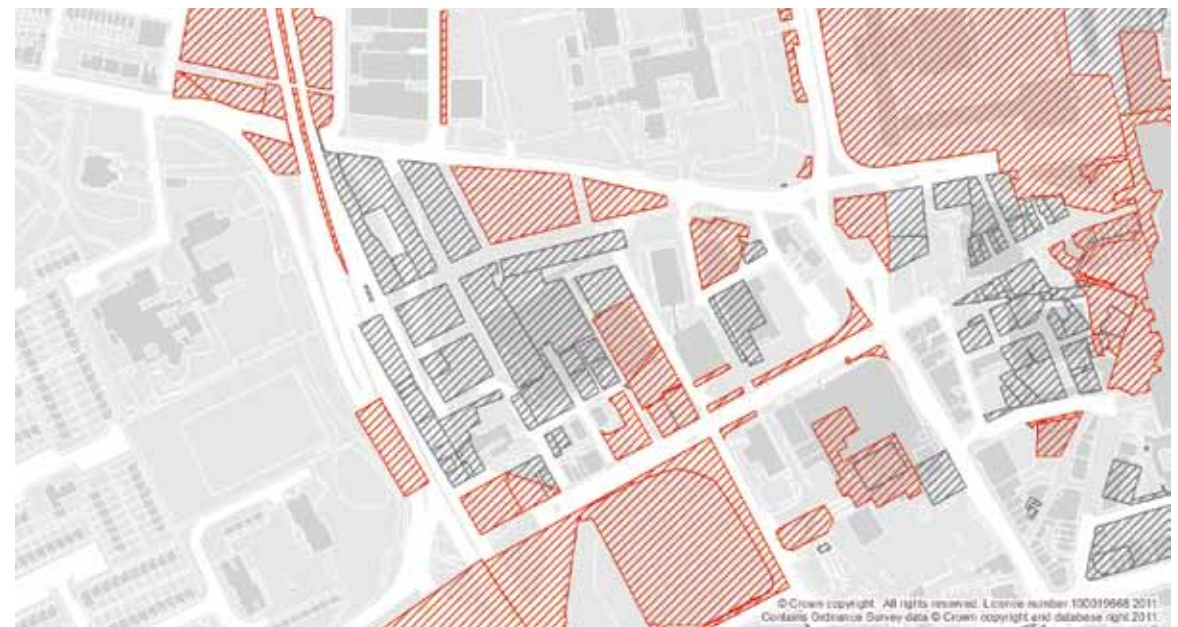 © Crown copyright. All rights reserved. Licence number 100019668 2011.
Contains Ordnance Survey data © Crown copyright and database right 2011.